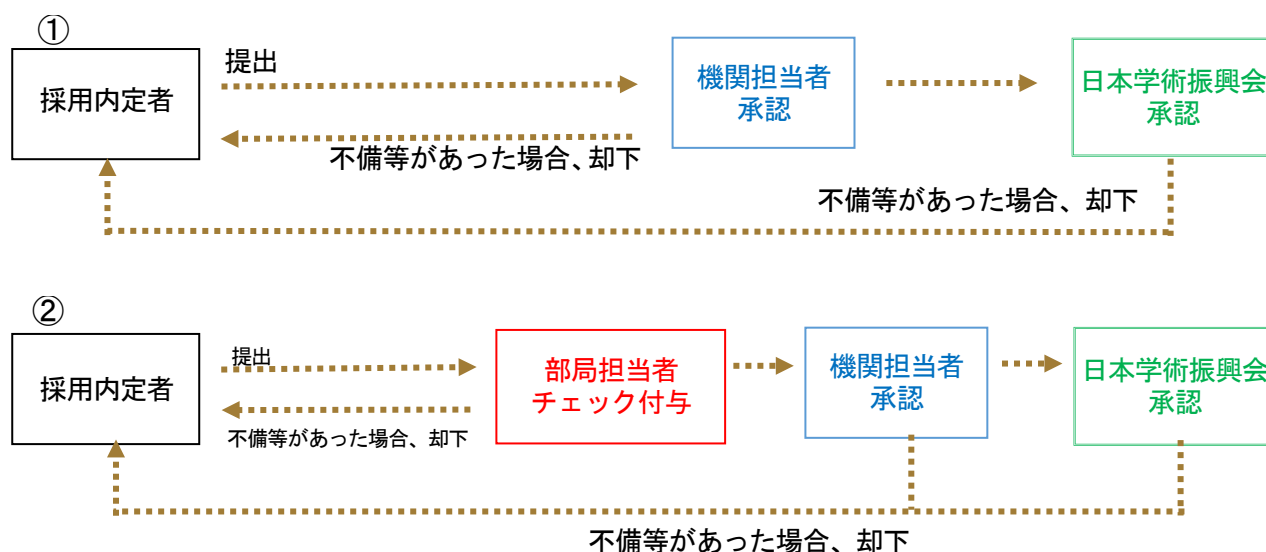 ①
採用内定者
提出
機関担当者
承認
日本学術振興会
承認
不備等があった場合、却下
不備等があった場合、却下
②
採用内定者
提出
部局担当者
チェック付与
機関担当者
承認
日本学術振興会
承認
不備等があった場合、却下
不備等があった場合、却下